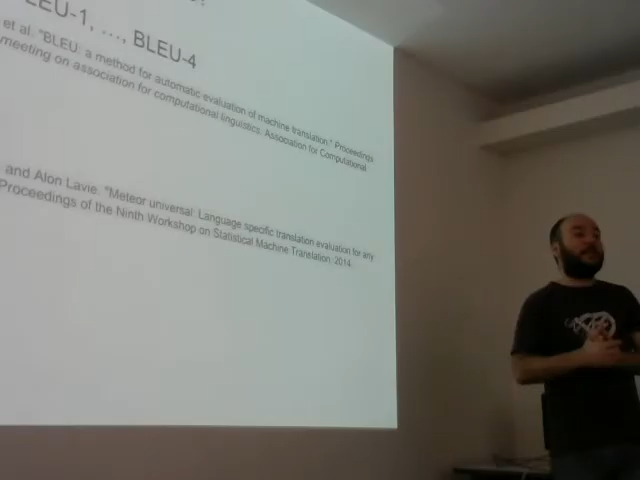 BLEU-1, ..., BLEU-4
et al. "BLEU: a method for automatic evaluation of machine translation." Proceedings
meeting on association for computational linguistics. Association for Computational
and Alon Lavie. "Meteor universal: Language specific translation evaluation for any
Proceedings of the Ninth Workshop on Statistical Machine Translation. 2014.